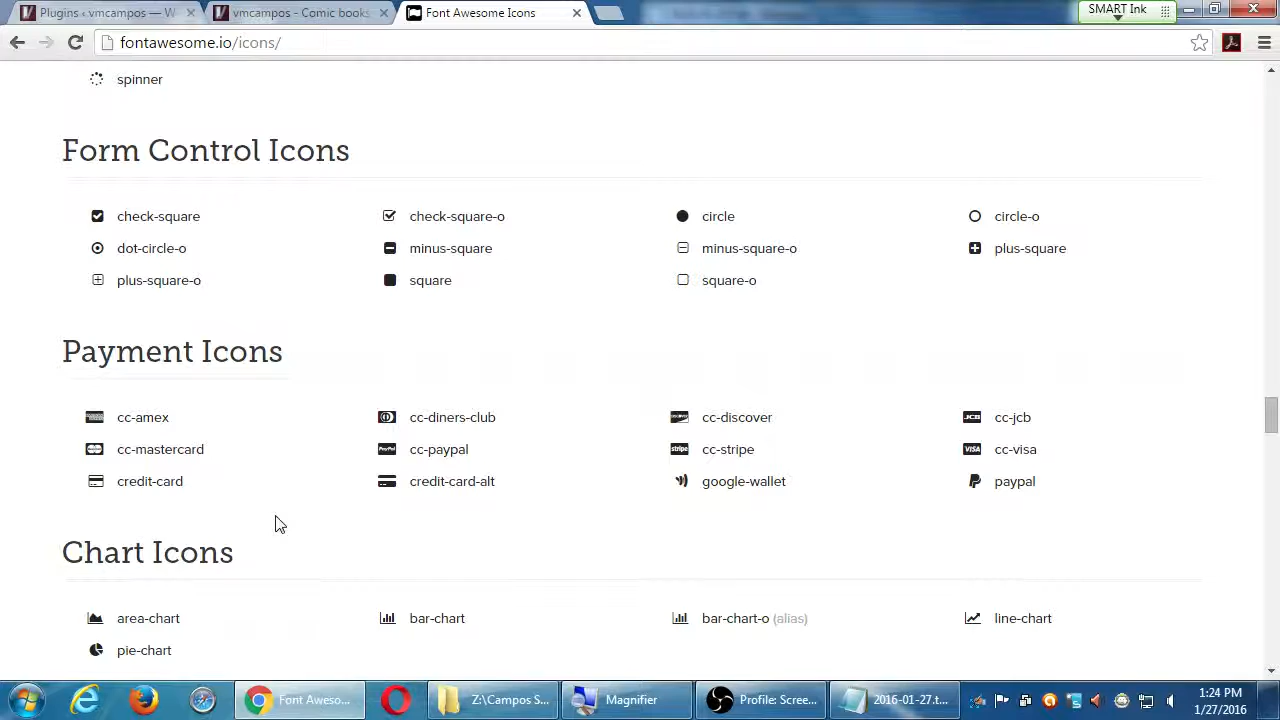 Plugins ‹ vmcampos — W
vmcampos - Comic books
Font Awesome Icons
SMART Ink
fontawesome.io/icons/
spinner
Form Control Icons
check-square check-square-o circle circle-o
dot-circle-o minus-square minus-square-o plus-square
plus-square-o square square-o
Payment Icons
cc-amex cc-diners-club cc-discover JCB cc-jcb
cc-mastercard PayPal cc-paypal stripe cc-stripe VISA cc-visa
credit-card credit-card-alt google-wallet paypal
Chart Icons
area-chart bar-chart bar-chart-o (alias) line-chart
pie-chart
Font Aweso...
Z:\Campos S...
Magnifier
Profile: Scree...
2016-01-27.t...
1:24 PM
1/27/2016